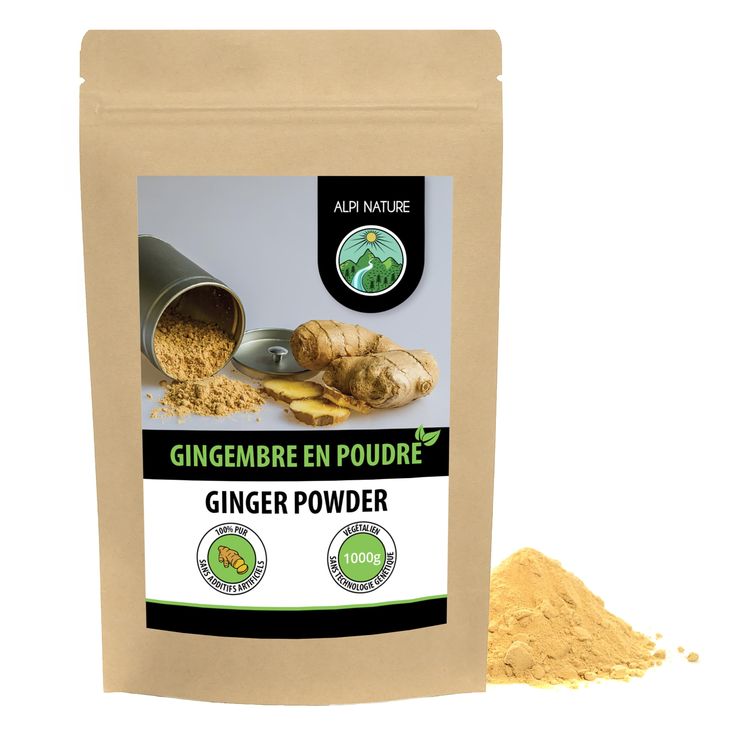 ALPI NATURE
GINGEMBRE EN POUDRE
GINGER POWDER
100% PUR
SANS ADDITIFS ARTIFICIELS
VÉGÉTALIEN
1000g
SANS TECHNOLOGIE GÉNÉTIQUE